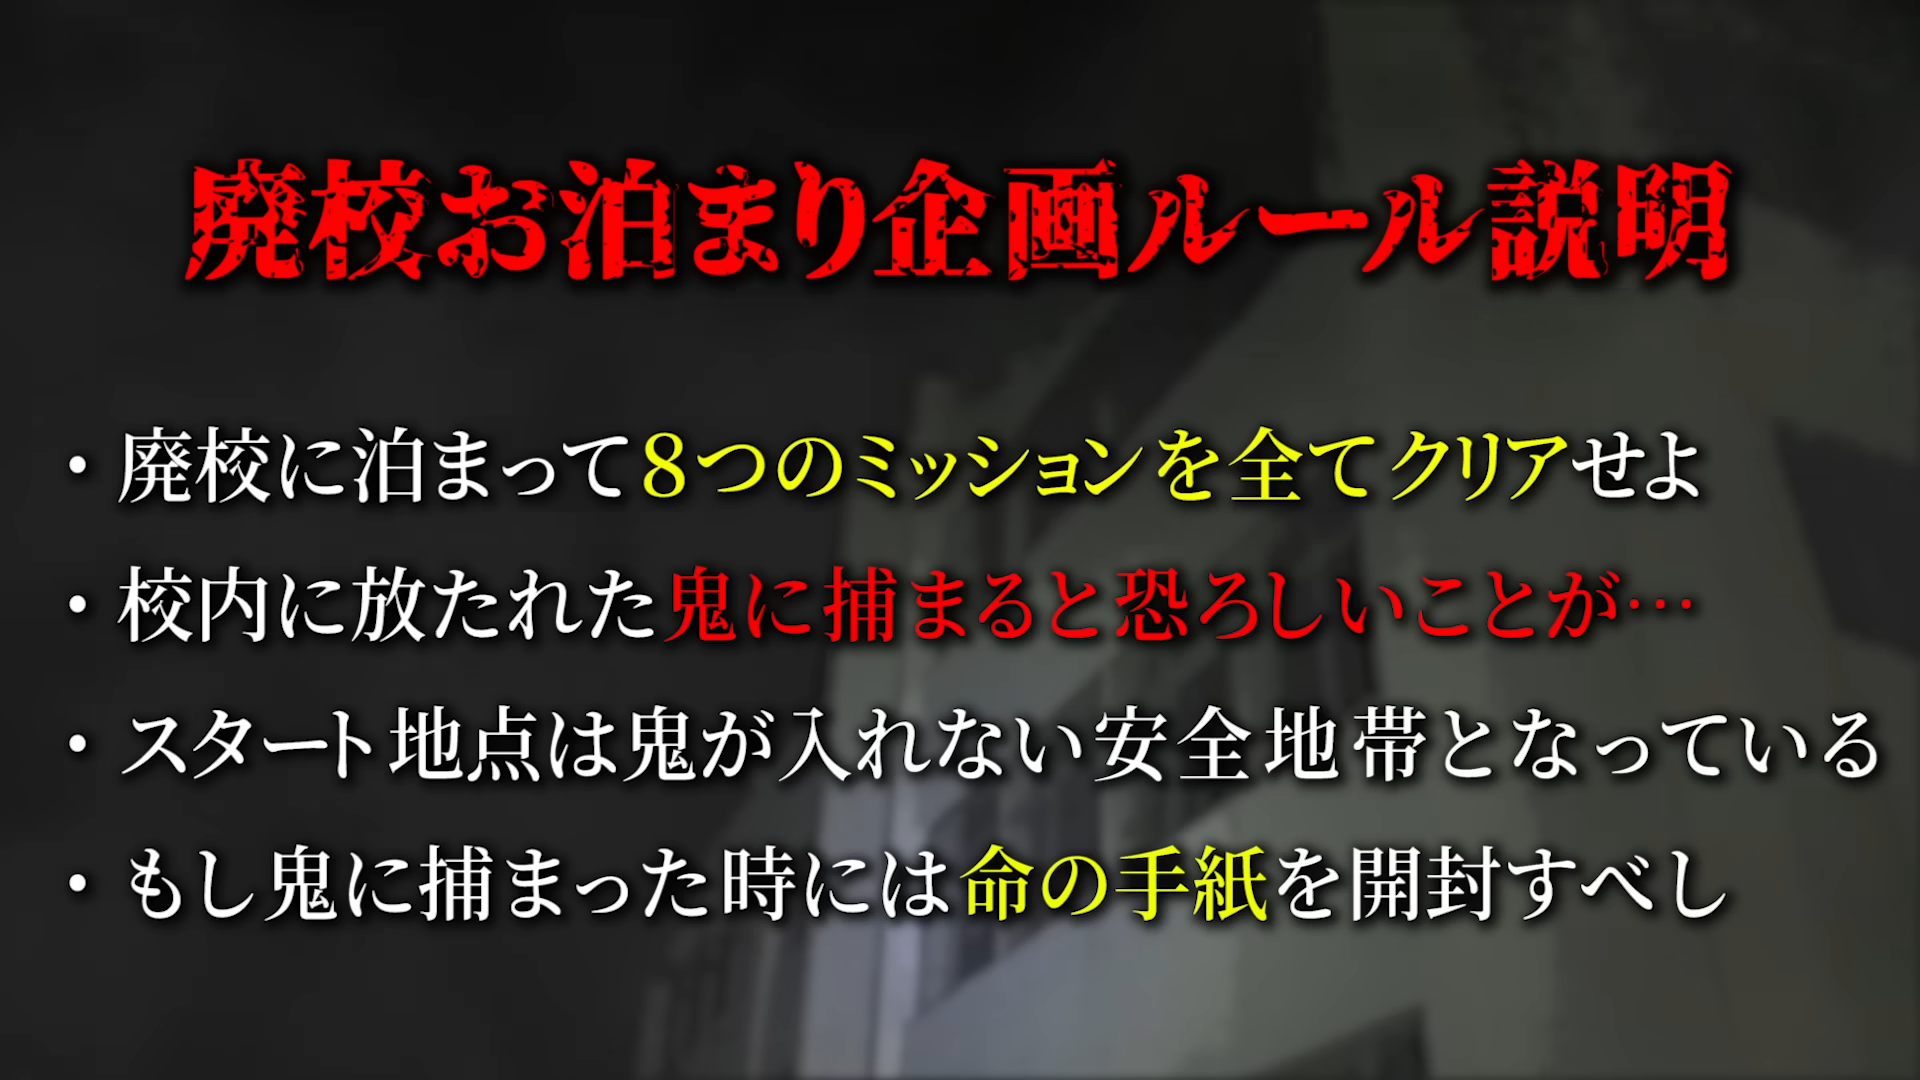 廃校お泊まり企画ルール説明
・廃校に泊まって８つのミッションを全てクリアせよ
・校内に放たれた鬼に捕まると恐ろしいことが…
・スタート地点は鬼が入れない安全地帯となっている
・もし鬼に捕まった時には命の手紙を開封すべし